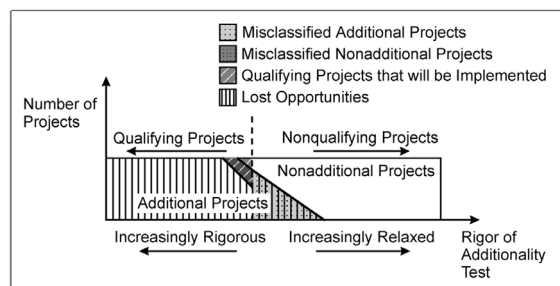 Misclassified Additional Projects
Misclassified Nonadditional Projects
Qualifying Projects that will be Implemented
Lost Opportunities
Number of
Projects
Qualifying Projects
Nonqualifying Projects
Nonadditional Projects
Additional Projects
Increasingly Rigorous
Increasingly Relaxed
Rigor of
Additionality
Test